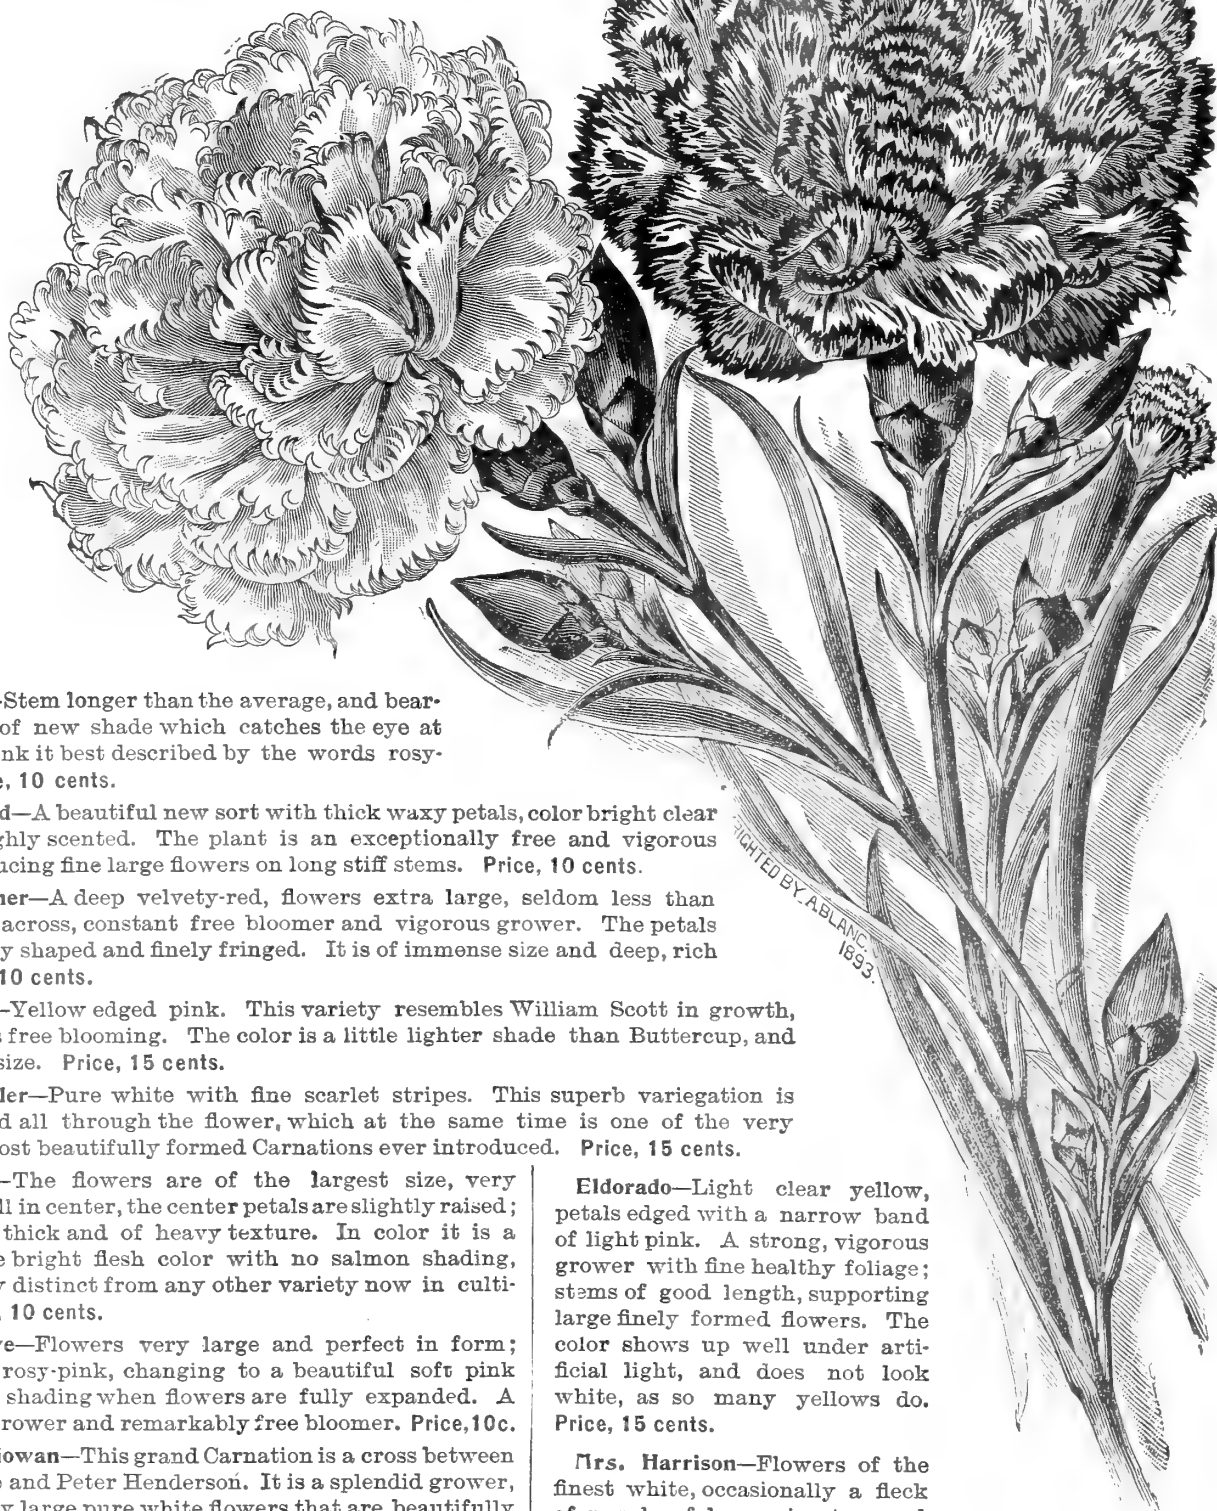 Stem longer than the average, and bear-
of new shade which catches the eye at
nk it best described by the words rosy-
e, 10 cents.
d—A beautiful new sort with thick waxy petals, color bright clear
ghly scented. The plant is an exceptionally free and vigorous
ucing fine large flowers on long stiff stems. Price, 10 cents.
ner—A deep velvety-red, flowers extra large, seldom less than
across, constant free bloomer and vigorous grower. The petals
y shaped and finely fringed. It is of immense size and deep, rich
10 cents.
—Yellow edged pink. This variety resembles William Scott in growth,
s free blooming. The color is a little lighter shade than Buttercup, and
size. Price, 15 cents.
ler—Pure white with fine scarlet stripes. This superb variegation is
d all through the flower, which at the same time is one of the very
ost beautifully formed Carnations ever introduced. Price, 15 cents.
—The flowers are of the largest size, very
ll in center, the center petals are slightly raised;
thick and of heavy texture. In color it is a
e bright flesh color with no salmon shading,
y distinct from any other variety now in culti-
, 10 cents.
ve—Flowers very large and perfect in form;
rosy-pink, changing to a beautiful soft pink
shading when flowers are fully expanded. A
rower and remarkably free bloomer. Price, 10c.
owan—This grand Carnation is a cross between
e and Peter Henderson. It is a splendid grower,
y large pure white flowers that are beautifully
Eldorado—Light clear yellow,
petals edged with a narrow band
of light pink. A strong, vigorous
grower with fine healthy foliage;
stems of good length, supporting
large finely formed flowers. The
color shows up well under arti-
ficial light, and does not look
white, as so many yellows do.
Price, 15 cents.
Mrs. Harrison—Flowers of the
finest white, occasionally a fleck
RIGHTED BY A.BLANC.
1893.